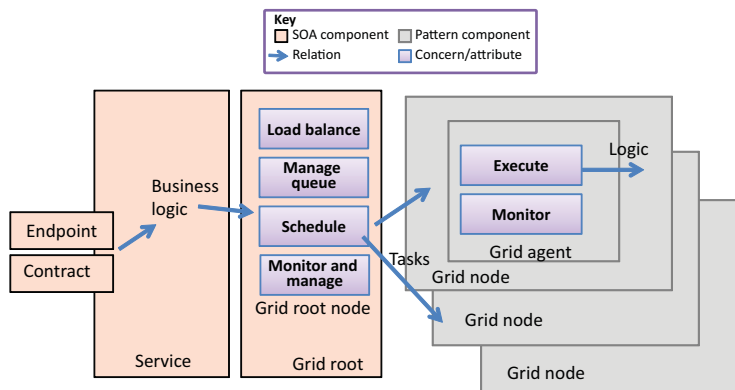 Key
SOA component
Pattern component
Relation
Concern/attribute
Endpoint
Contract
Business
logic
Service
Load balance
Manage
queue
Schedule
Monitor and
manage
Grid root node
Grid root
Tasks
Execute
Logic
Monitor
Grid agent
Grid node
Grid node
Grid node